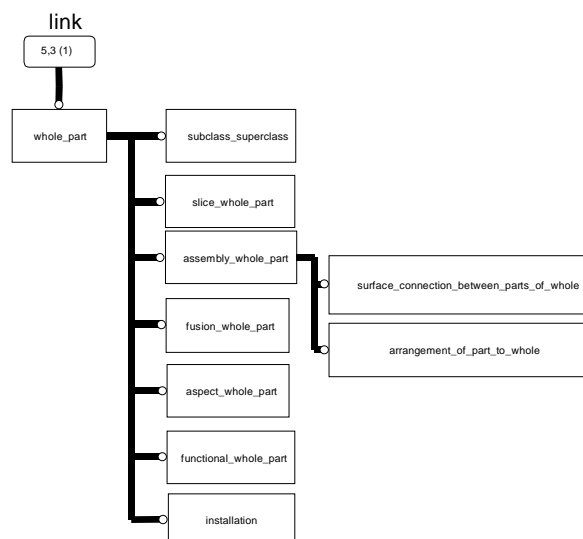 link
5,3 (1)
whole_part
subclass_superclass
slice_whole_part
assembly_whole_part
surface_connection_between_parts_of_whole
arrangement_of_part_to_whole
fusion_whole_part
aspect_whole_part
functional_whole_part
installation